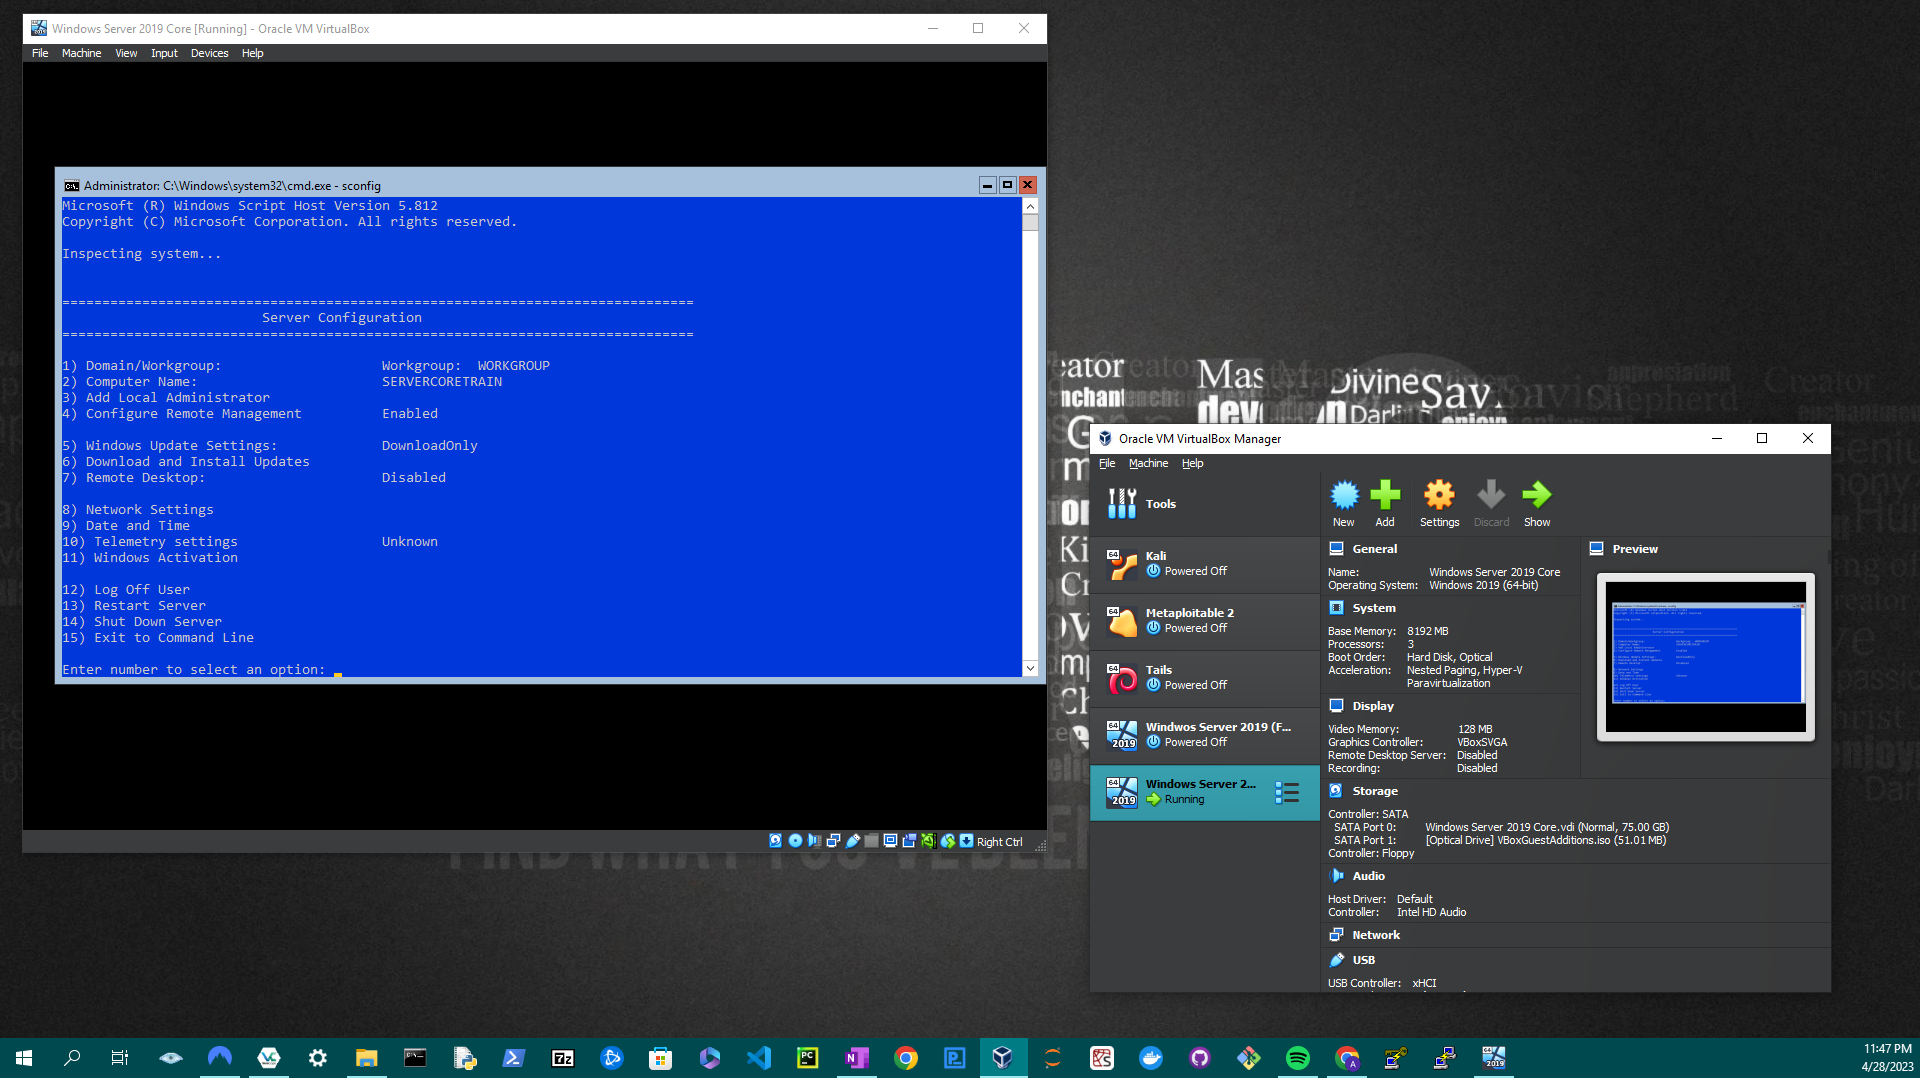 Windows Server 2019 Core [Running] - Oracle VM VirtualBox
File Machine View Input Devices Help
Administrator: C:\Windows\system32\cmd.exe - sconfig
Microsoft (R) Windows Script Host Version 5.812
Copyright (C) Microsoft Corporation. All rights reserved.
Inspecting system...
===============================================================================
Server Configuration
===============================================================================
1) Domain/Workgroup: Workgroup: WORKGROUP
2) Computer Name: SERVERCORETRAIN
3) Add Local Administrator
4) Configure Remote Management Enabled
5) Windows Update Settings: DownloadOnly
6) Download and Install Updates
7) Remote Desktop: Disabled
8) Network Settings
9) Date and Time
10) Telemetry settings Unknown
11) Windows Activation
12) Log Off User
13) Restart Server
14) Shut Down Server
15) Exit to Command Line
Enter number to select an option:
Right Ctrl
Oracle VM VirtualBox Manager
File Machine Help
Tools
New Add Settings Discard Show
Kali
Powered Off
Metaploitable 2
Powered Off
Tails
Powered Off
Windwos Server 2019 (F...
Powered Off
Windows Server 2...
Running
General
Name: Windows Server 2019 Core
Operating System: Windows 2019 (64-bit)
System
Base Memory: 8192 MB
Processors: 3
Boot Order: Hard Disk, Optical
Acceleration: Nested Paging, Hyper-V
Paravirtualization
Display
Video Memory: 128 MB
Graphics Controller: VBoxSVGA
Remote Desktop Server: Disabled
Recording: Disabled
Preview
Storage
Controller: SATA
SATA Port 0: Windows Server 2019 Core.vdi (Normal, 75.00 GB)
SATA Port 1: [Optical Drive] VBoxGuestAdditions.iso (51.01 MB)
Controller: Floppy
Audio
Host Driver: Default
Controller: Intel HD Audio
Network
USB
USB Controller: xHCI
11:47 PM
4/28/2023